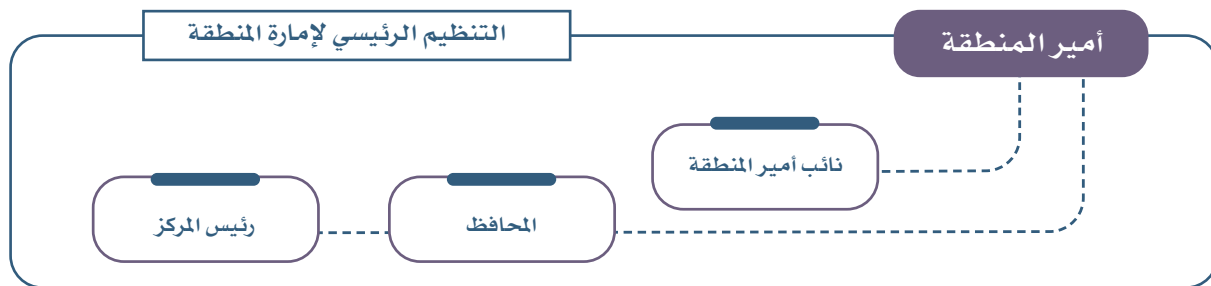 أمير المنطقة
التنظيم الرئيسي لإمارة المنطقة
نائب أمير المنطقة
المحافظ
رئيس المركز